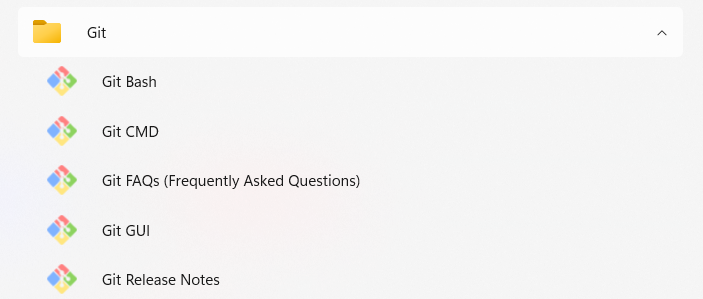 Git
Git Bash
Git CMD
Git FAQs (Frequently Asked Questions)
Git GUI
Git Release Notes